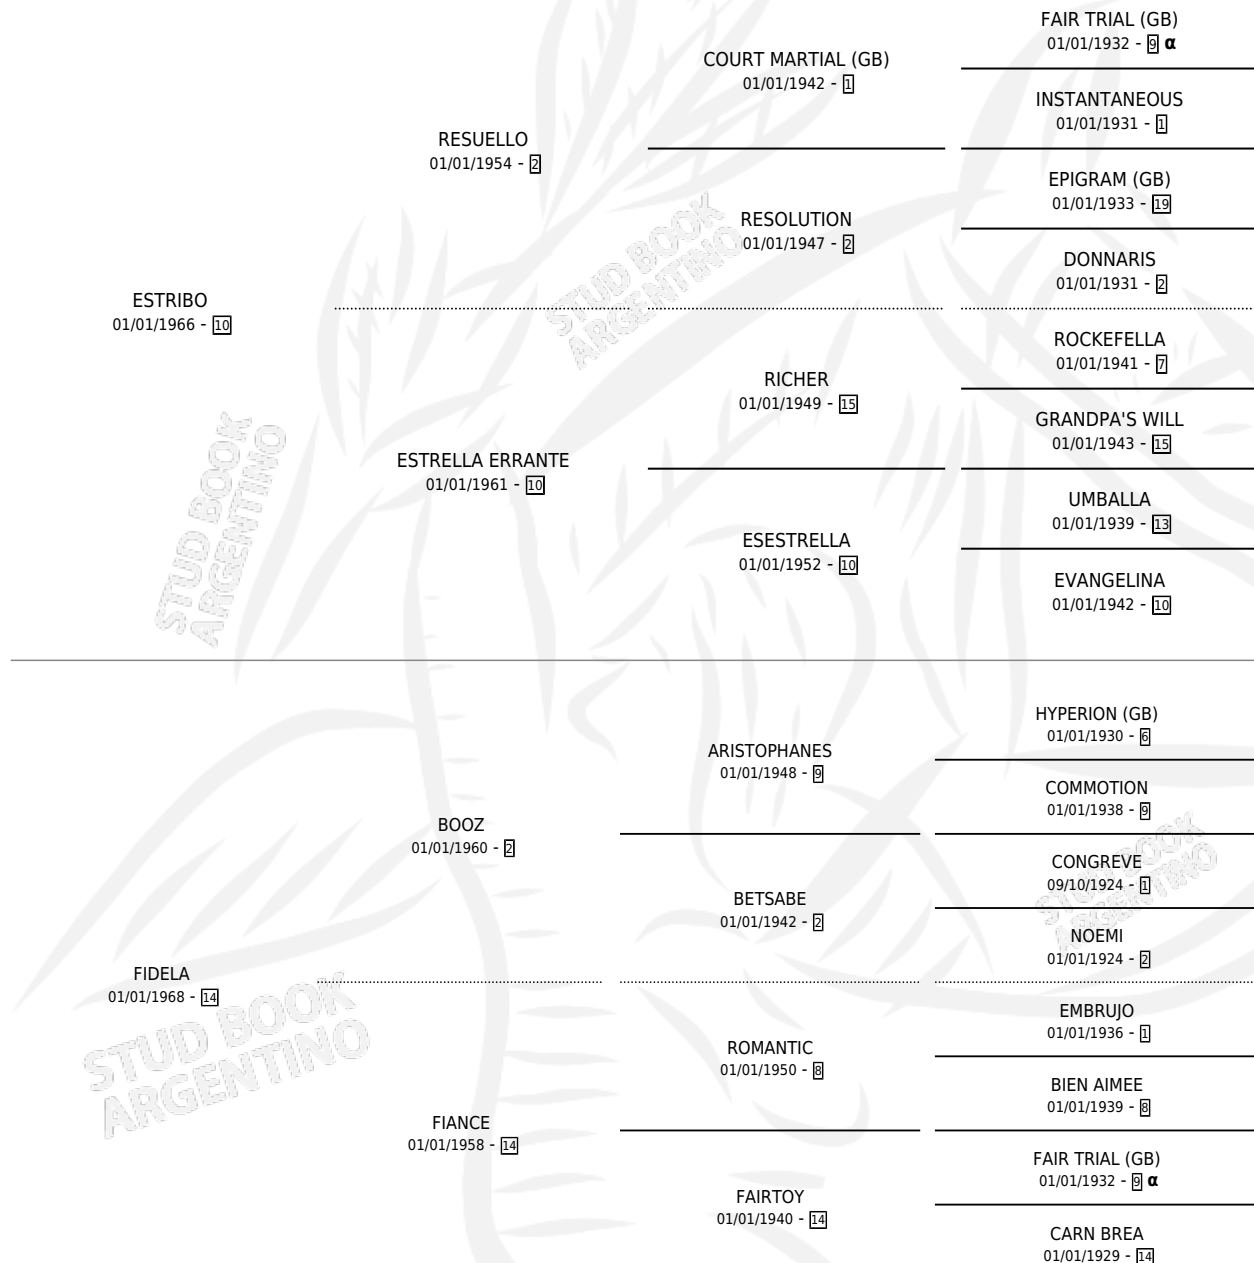 FAIR TRIAL (GB)
01/01/1932 - 9 α
COURT MARTIAL (GB)
01/01/1942 - 1
INSTANTANEOUS
01/01/1931 - 1
RESUELLO
01/01/1954 - 2
EPIGRAM (GB)
01/01/1933 - 19
RESOLUTION
01/01/1947 - 2
DONNARIS
01/01/1931 - 2
ESTRIBO
01/01/1966 - 10
STUD BOOK
ARGENTINO
ROCKEFELLA
01/01/1941 - 7
RICHER
01/01/1949 - 15
GRANDPA'S WILL
01/01/1943 - 15
ESTRELLA ERRANTE
01/01/1961 - 10
STUD BOOK
ARGENTINO
UMBALLA
01/01/1939 - 13
ESESTRELLA
01/01/1952 - 10
EVANGELINA
01/01/1942 - 10
HYPERION (GB)
01/01/1930 - 6
ARISTOPHANES
01/01/1948 - 9
COMMOTION
01/01/1938 - 9
BOOZ
01/01/1960 - 2
CONGREVE
09/10/1924 - 1
STUD BOOK
ARGENTINO
BETSABE
01/01/1942 - 2
NOEMI
01/01/1924 - 2
FIDELA
01/01/1968 - 14
STUD BOOK
ARGENTINO
EMBRUJO
01/01/1936 - 1
ROMANTIC
01/01/1950 - 8
BIEN AIMEE
01/01/1939 - 8
FIANCE
01/01/1958 - 14
FAIR TRIAL (GB)
01/01/1932 - 9 α
FAIRTOY
01/01/1940 - 14
CARN BREA
01/01/1929 - 14